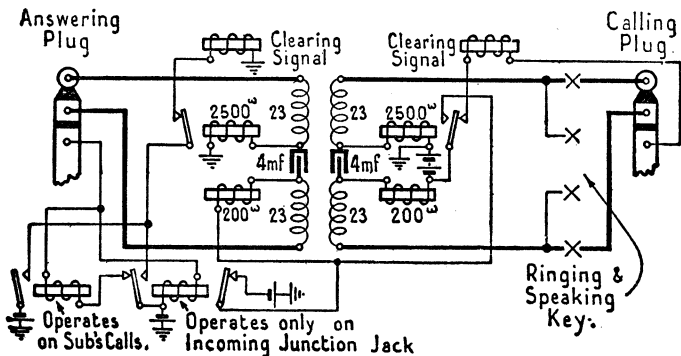 Answering
Plug
Clearing
Signal
Clearing
Signal
Calling
Plug
2500ω
23
23
2500ω
4mf
4mf
200ω
23
23
200ω
Ringing &
Speaking
Key.
Operates
on Sub's Calls.
Operates only on
Incoming Junction Jack